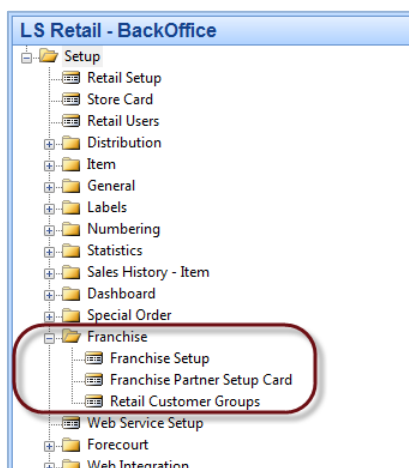 LS Retail - BackOffice
Setup
Retail Setup
Store Card
Retail Users
Distribution
Item
General
Labels
Numbering
Statistics
Sales History - Item
Dashboard
Special Order
Franchise
Franchise Setup
Franchise Partner Setup Card
Retail Customer Groups
Web Service Setup
Forecourt
Web Integration